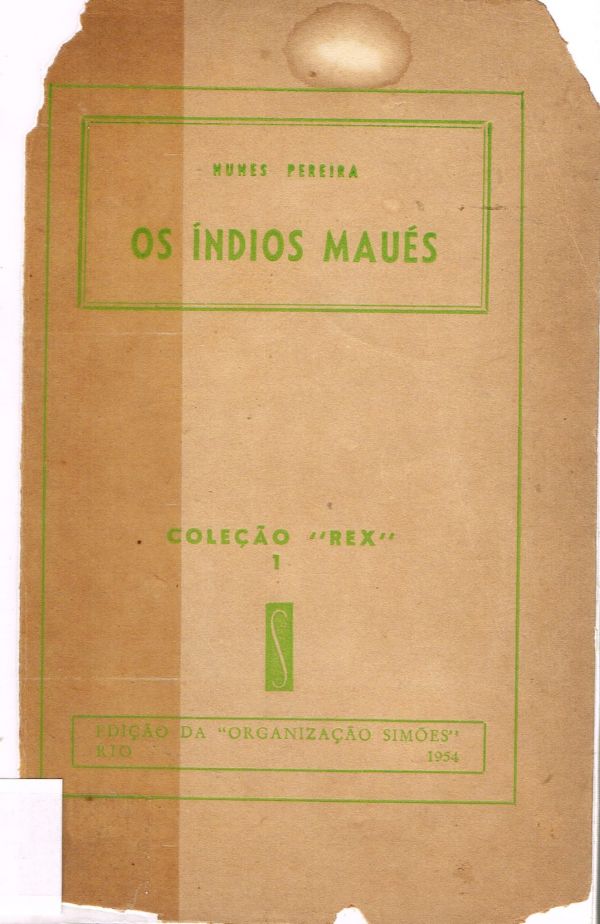 NUNES PEREIRA
OS ÍNDIOS MAUÉS
COLEÇÃO "REX"
1
S
EDIÇÃO DA "ORGANIZAÇÃO SIMÕES"
RIO 1954